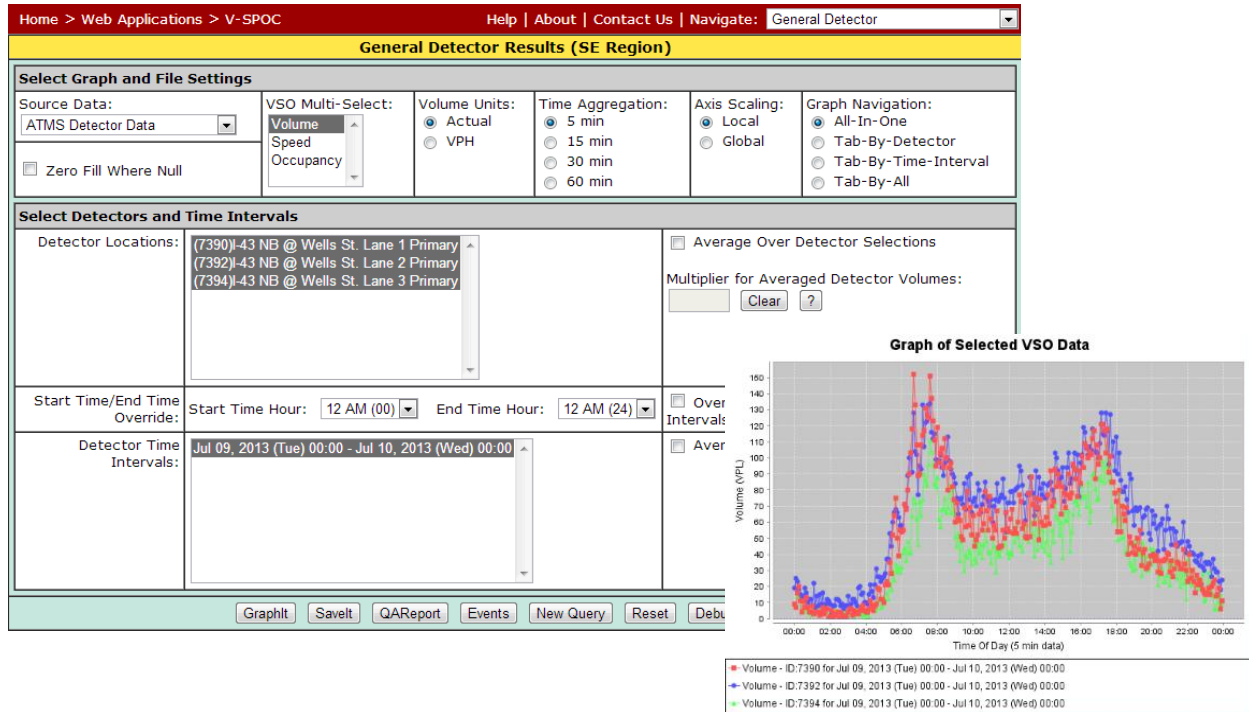 Home > Web Applications > V-SPOC
Help | About | Contact Us | Navigate: General Detector
General Detector Results (SE Region)
Select Graph and File Settings
Source Data:
ATMS Detector Data
Zero Fill Where Null
VSO Multi-Select:
Volume
Speed
Occupancy
Volume Units:
Actual
VPH
Time Aggregation:
5 min
15 min
30 min
60 min
Axis Scaling:
Local
Global
Graph Navigation:
All-In-One
Tab-By-Detector
Tab-By-Time-Interval
Tab-By-All
Select Detectors and Time Intervals
Detector Locations:
(7390)I-43 NB @ Wells St. Lane 1 Primary
(7392)I-43 NB @ Wells St. Lane 2 Primary
(7394)I-43 NB @ Wells St. Lane 3 Primary
Average Over Detector Selections
Multiplier for Averaged Detector Volumes:
Clear ?
Start Time/End Time
Override:
Start Time Hour: 12 AM (00) End Time Hour: 12 AM (24)
Over
Intervals
Detector Time
Intervals:
Jul 09, 2013 (Tue) 00:00 - Jul 10, 2013 (Wed) 00:00
Aver
GraphIt SaveIt QAReport Events New Query Reset Debu
Graph of Selected VSO Data
Volume (VPL)
150
140
130
120
110
100
90
80
70
60
50
40
30
20
10
0
00:00 02:00 04:00 06:00 08:00 10:00 12:00 14:00 16:00 18:00 20:00 22:00 00:00
Time Of Day (5 min data)
Volume - ID:7390 for Jul 09, 2013 (Tue) 00:00 - Jul 10, 2013 (Wed) 00:00
Volume - ID:7392 for Jul 09, 2013 (Tue) 00:00 - Jul 10, 2013 (Wed) 00:00
Volume - ID:7394 for Jul 09, 2013 (Tue) 00:00 - Jul 10, 2013 (Wed) 00:00